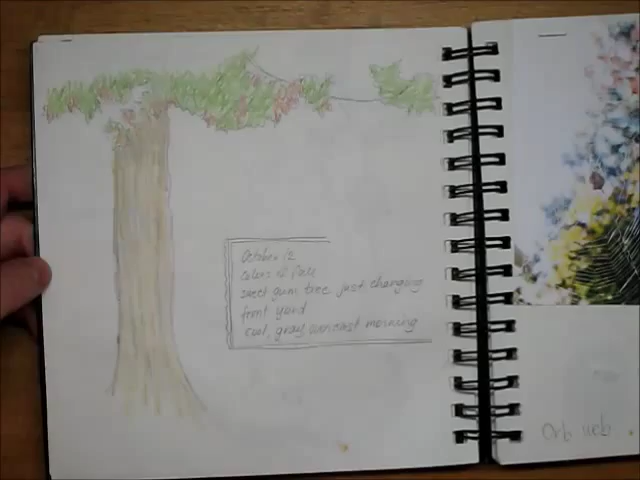 October 12
colors of Fall
sweet gum tree just changing
front yard
cool, gray overcast morning
Orb web